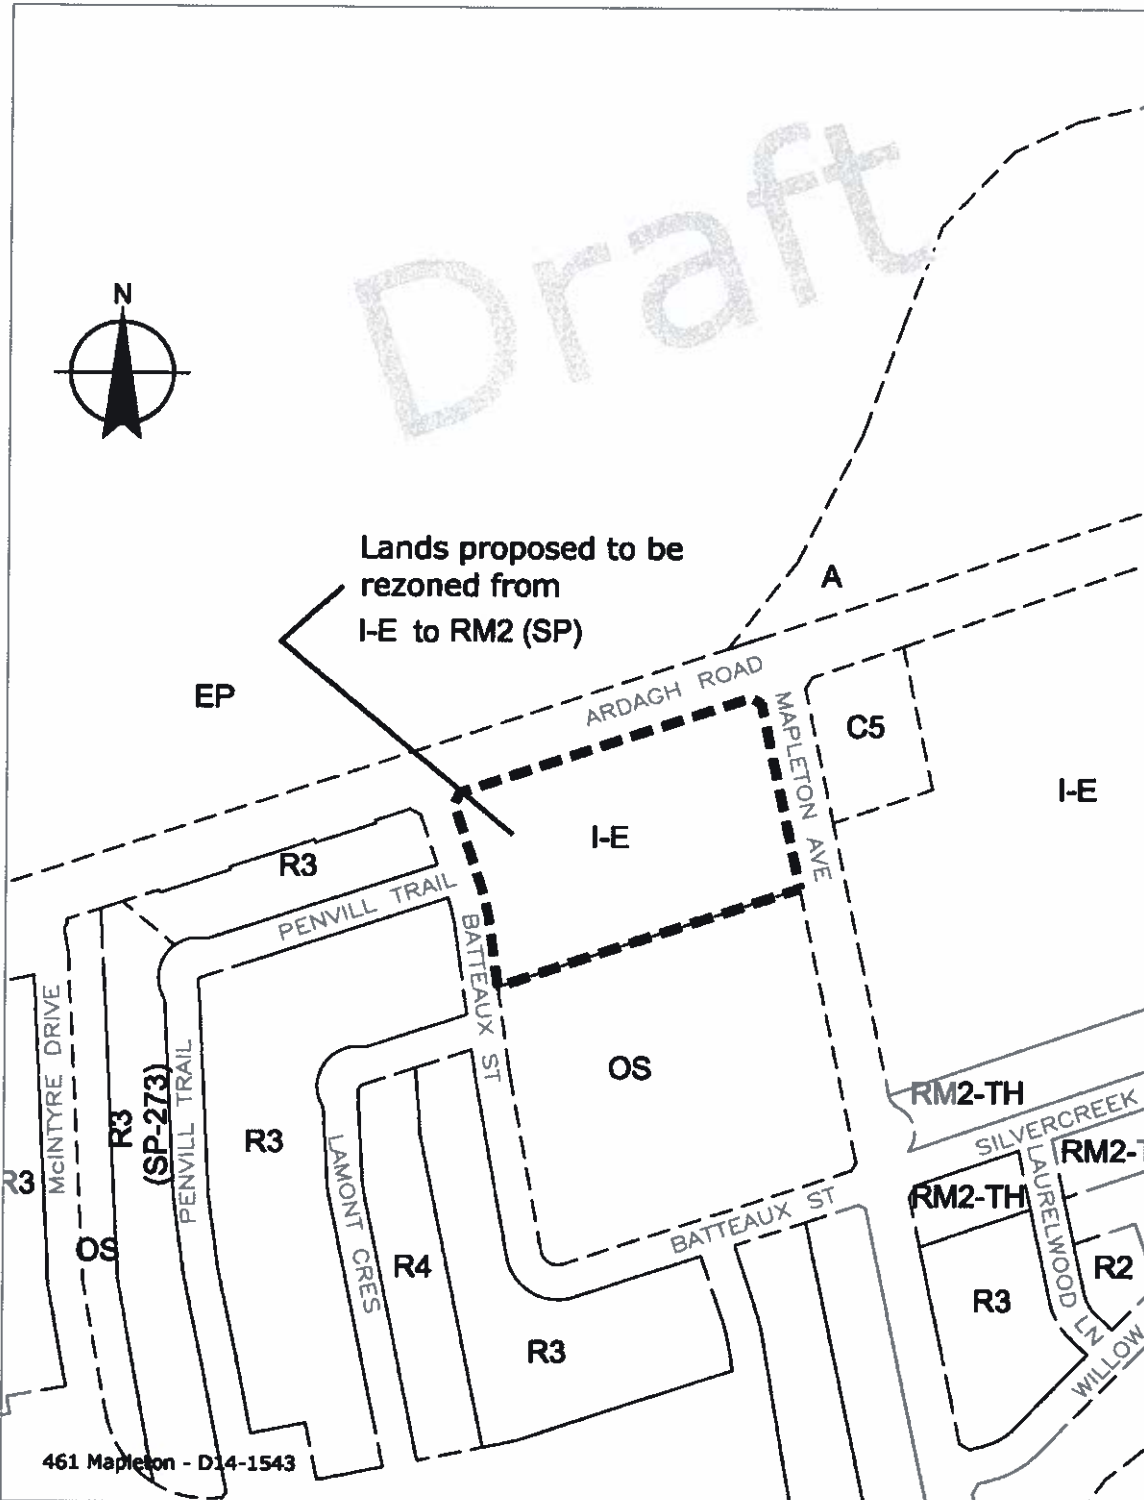 Draft
N
Lands proposed to be
rezoned from
I-E to RM2 (SP)
A
EP
ARDAGH ROAD
MAPLETON AVE
C5
I-E
I-E
R3
PENVILL TRAIL
BATTEAUX ST
McINTYRE DRIVE
R3
(SP-273)
PENVILL TRAIL
R3
OS
RM2-TH
SILVERCREEK
R3
LAMONT CRES
LAURELWOOD LN
RM2-T
RM2-TH
OS
R4
BATTEAUX ST
R2
R3
R3
WILLOW
461 Mapleton - D14-1543